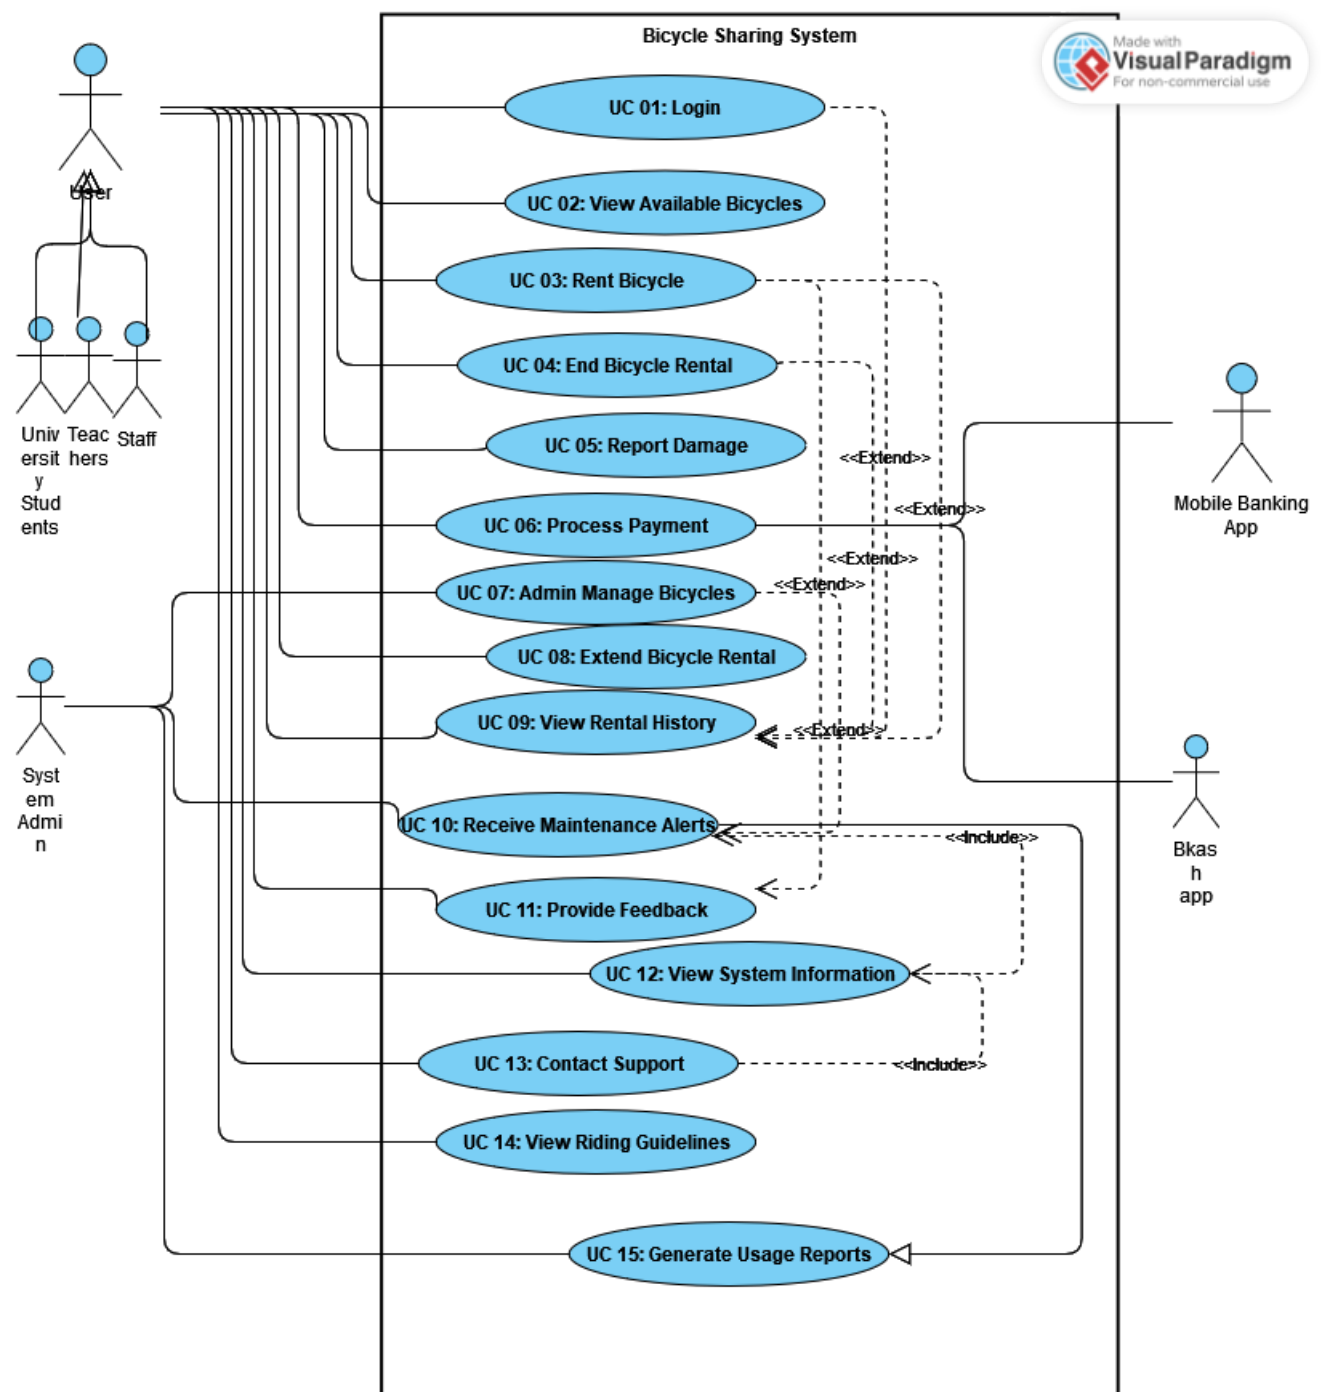 Bicycle Sharing System
Made with
Visual Paradigm
For non-commercial use
UC 01: Login
User
UC 02: View Available Bicycles
UC 03: Rent Bicycle
UC 04: End Bicycle Rental
Univ
ersit
y
Stud
ents
Teac
hers
Staff
UC 05: Report Damage
<<Extend>>
Mobile Banking
App
<<Extend>>
UC 06: Process Payment
<<Extend>>
<<Extend>>
UC 07: Admin Manage Bicycles
UC 08: Extend Bicycle Rental
UC 09: View Rental History
<<Extend>>
Syst
em
Admi
n
UC 10: Receive Maintenance Alerts
<<Include>>
Bkas
h
app
UC 11: Provide Feedback
UC 12: View System Information
UC 13: Contact Support
<<Include>>
UC 14: View Riding Guidelines
UC 15: Generate Usage Reports